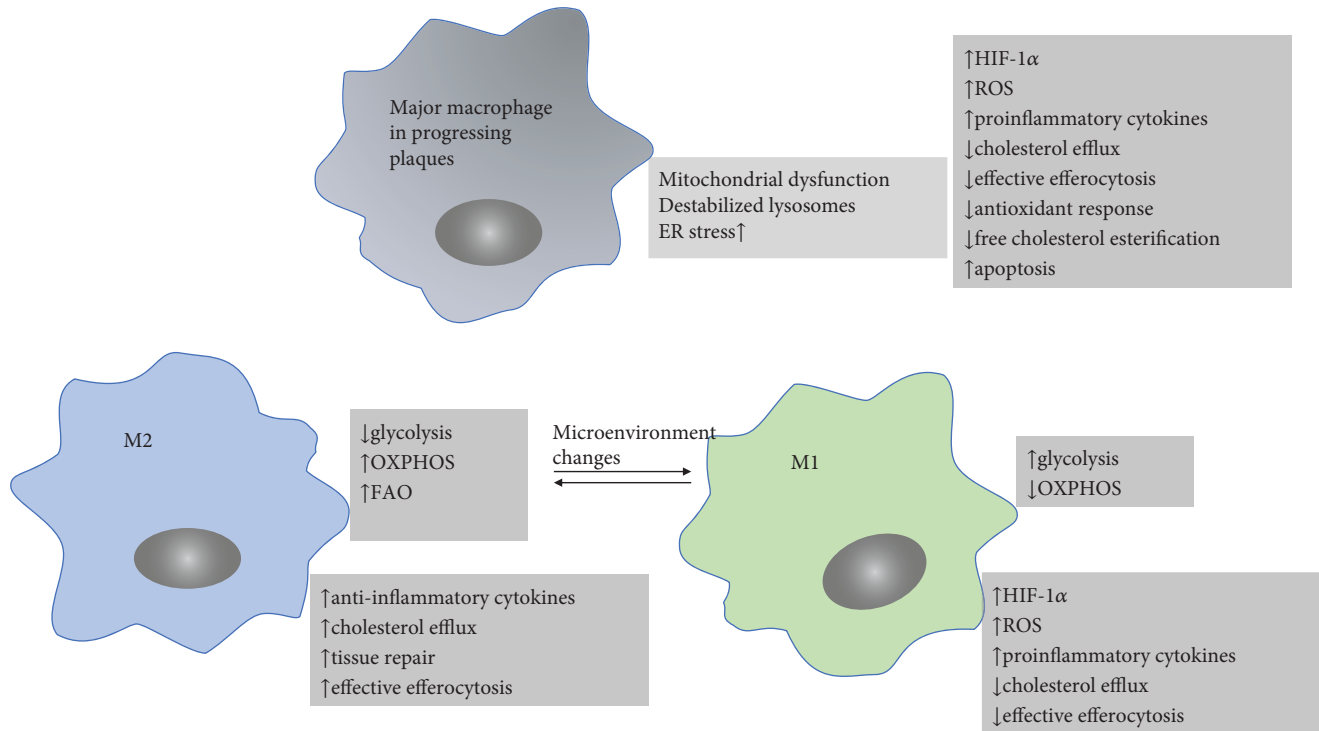 Major macrophage
in progressing
plaques
Mitochondrial dysfunction
Destabilized lysosomes
ER stress↑
↑HIF-1α
↑ROS
↑proinflammatory cytokines
↓cholesterol efflux
↓effective efferocytosis
↓antioxidant response
↓free cholesterol esterification
↑apoptosis
M2
↓glycolysis
↑OXPHOS
↑FAO
↑anti-inflammatory cytokines
↑cholesterol efflux
↑tissue repair
↑effective efferocytosis
Microenvironment
changes
M1
↑glycolysis
↓OXPHOS
↑HIF-1α
↑ROS
↑proinflammatory cytokines
↓cholesterol efflux
↓effective efferocytosis